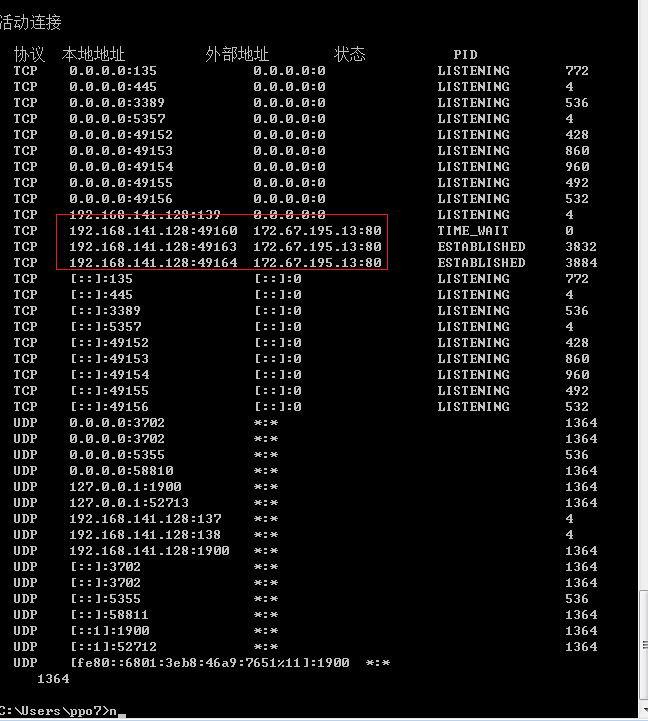 活动连接
协议 本地地址 外部地址 状态 PID
TCP 0.0.0.0:135 0.0.0.0:0 LISTENING 772
TCP 0.0.0.0:445 0.0.0.0:0 LISTENING 4
TCP 0.0.0.0:3389 0.0.0.0:0 LISTENING 536
TCP 0.0.0.0:5357 0.0.0.0:0 LISTENING 4
TCP 0.0.0.0:49152 0.0.0.0:0 LISTENING 428
TCP 0.0.0.0:49153 0.0.0.0:0 LISTENING 860
TCP 0.0.0.0:49154 0.0.0.0:0 LISTENING 960
TCP 0.0.0.0:49155 0.0.0.0:0 LISTENING 492
TCP 0.0.0.0:49156 0.0.0.0:0 LISTENING 532
TCP 192.168.141.128:139 0.0.0.0:0 LISTENING 4
TCP 192.168.141.128:49160 172.67.195.13:80 TIME_WAIT 0
TCP 192.168.141.128:49163 172.67.195.13:80 ESTABLISHED 3832
TCP 192.168.141.128:49164 172.67.195.13:80 ESTABLISHED 3884
TCP [::]:135 [::]:0 LISTENING 772
TCP [::]:445 [::]:0 LISTENING 4
TCP [::]:3389 [::]:0 LISTENING 536
TCP [::]:5357 [::]:0 LISTENING 4
TCP [::]:49152 [::]:0 LISTENING 428
TCP [::]:49153 [::]:0 LISTENING 860
TCP [::]:49154 [::]:0 LISTENING 960
TCP [::]:49155 [::]:0 LISTENING 492
TCP [::]:49156 [::]:0 LISTENING 532
UDP 0.0.0.0:3702 *:* 1364
UDP 0.0.0.0:3702 *:* 1364
UDP 0.0.0.0:5355 *:* 536
UDP 0.0.0.0:58810 *:* 1364
UDP 127.0.0.1:1900 *:* 1364
UDP 127.0.0.1:52713 *:* 1364
UDP 192.168.141.128:137 *:* 4
UDP 192.168.141.128:138 *:* 4
UDP 192.168.141.128:1900 *:* 1364
UDP [::]:3702 *:* 1364
UDP [::]:3702 *:* 1364
UDP [::]:5355 *:* 536
UDP [::]:58811 *:* 1364
UDP [::1]:1900 *:* 1364
UDP [::1]:52712 *:* 1364
UDP [fe80::6801:3eb8:46a9:7651%11]:1900 *:*
1364
C:\Users\ppo7>n_